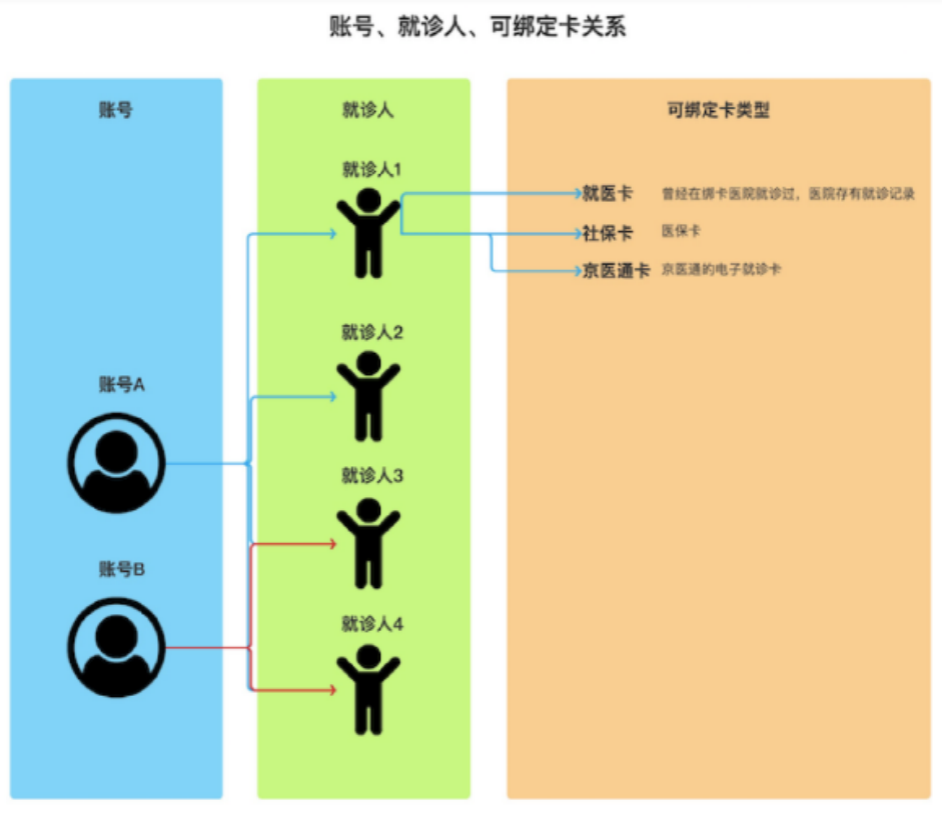 账号、就诊人、可绑定卡关系
账号
就诊人
可绑定卡类型
就诊人1
就医卡 曾经在绑卡医院就诊过，医院存有就诊记录
社保卡 医保卡
京医通卡 京医通的电子就诊卡
就诊人2
账号A
就诊人3
账号B
就诊人4